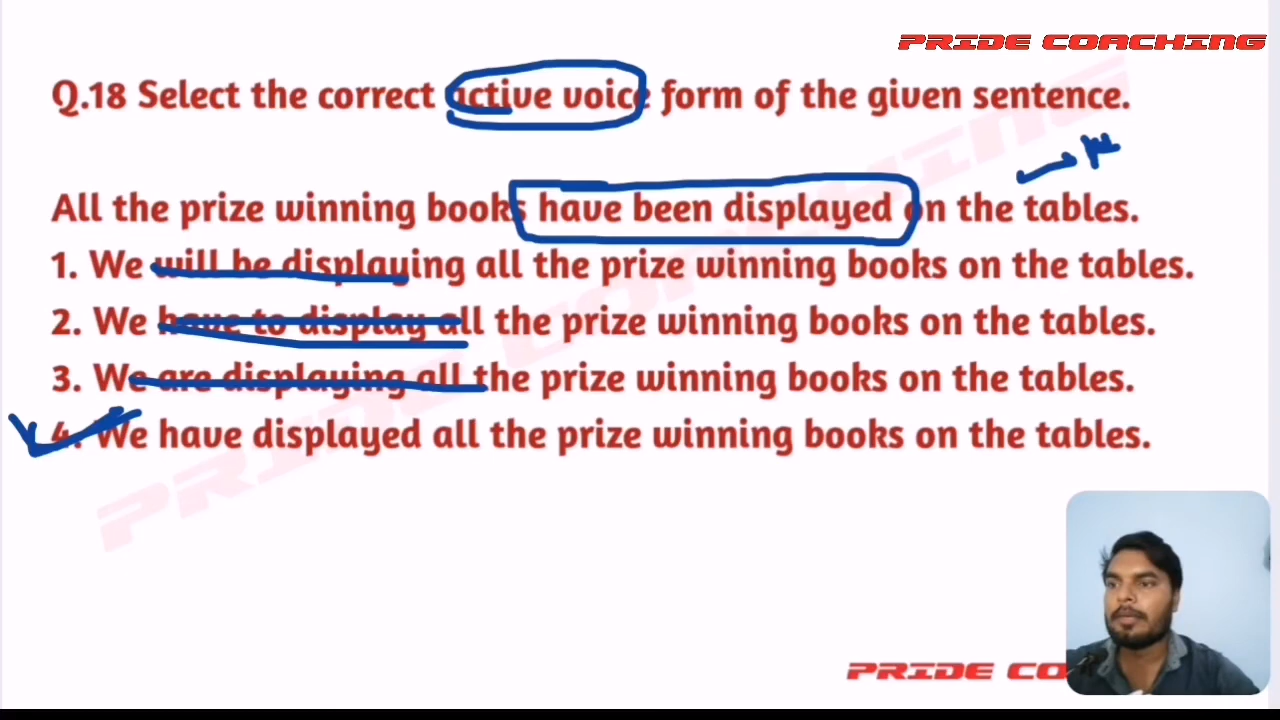 PRIDE COACHING
Q.18 Select the correct active voice form of the given sentence.
All the prize winning books have been displayed on the tables.
1. We will be displaying all the prize winning books on the tables.
2. We have to display all the prize winning books on the tables.
3. We are displaying all the prize winning books on the tables.
4. We have displayed all the prize winning books on the tables.
PRIDE COACHING
PRIDE CO